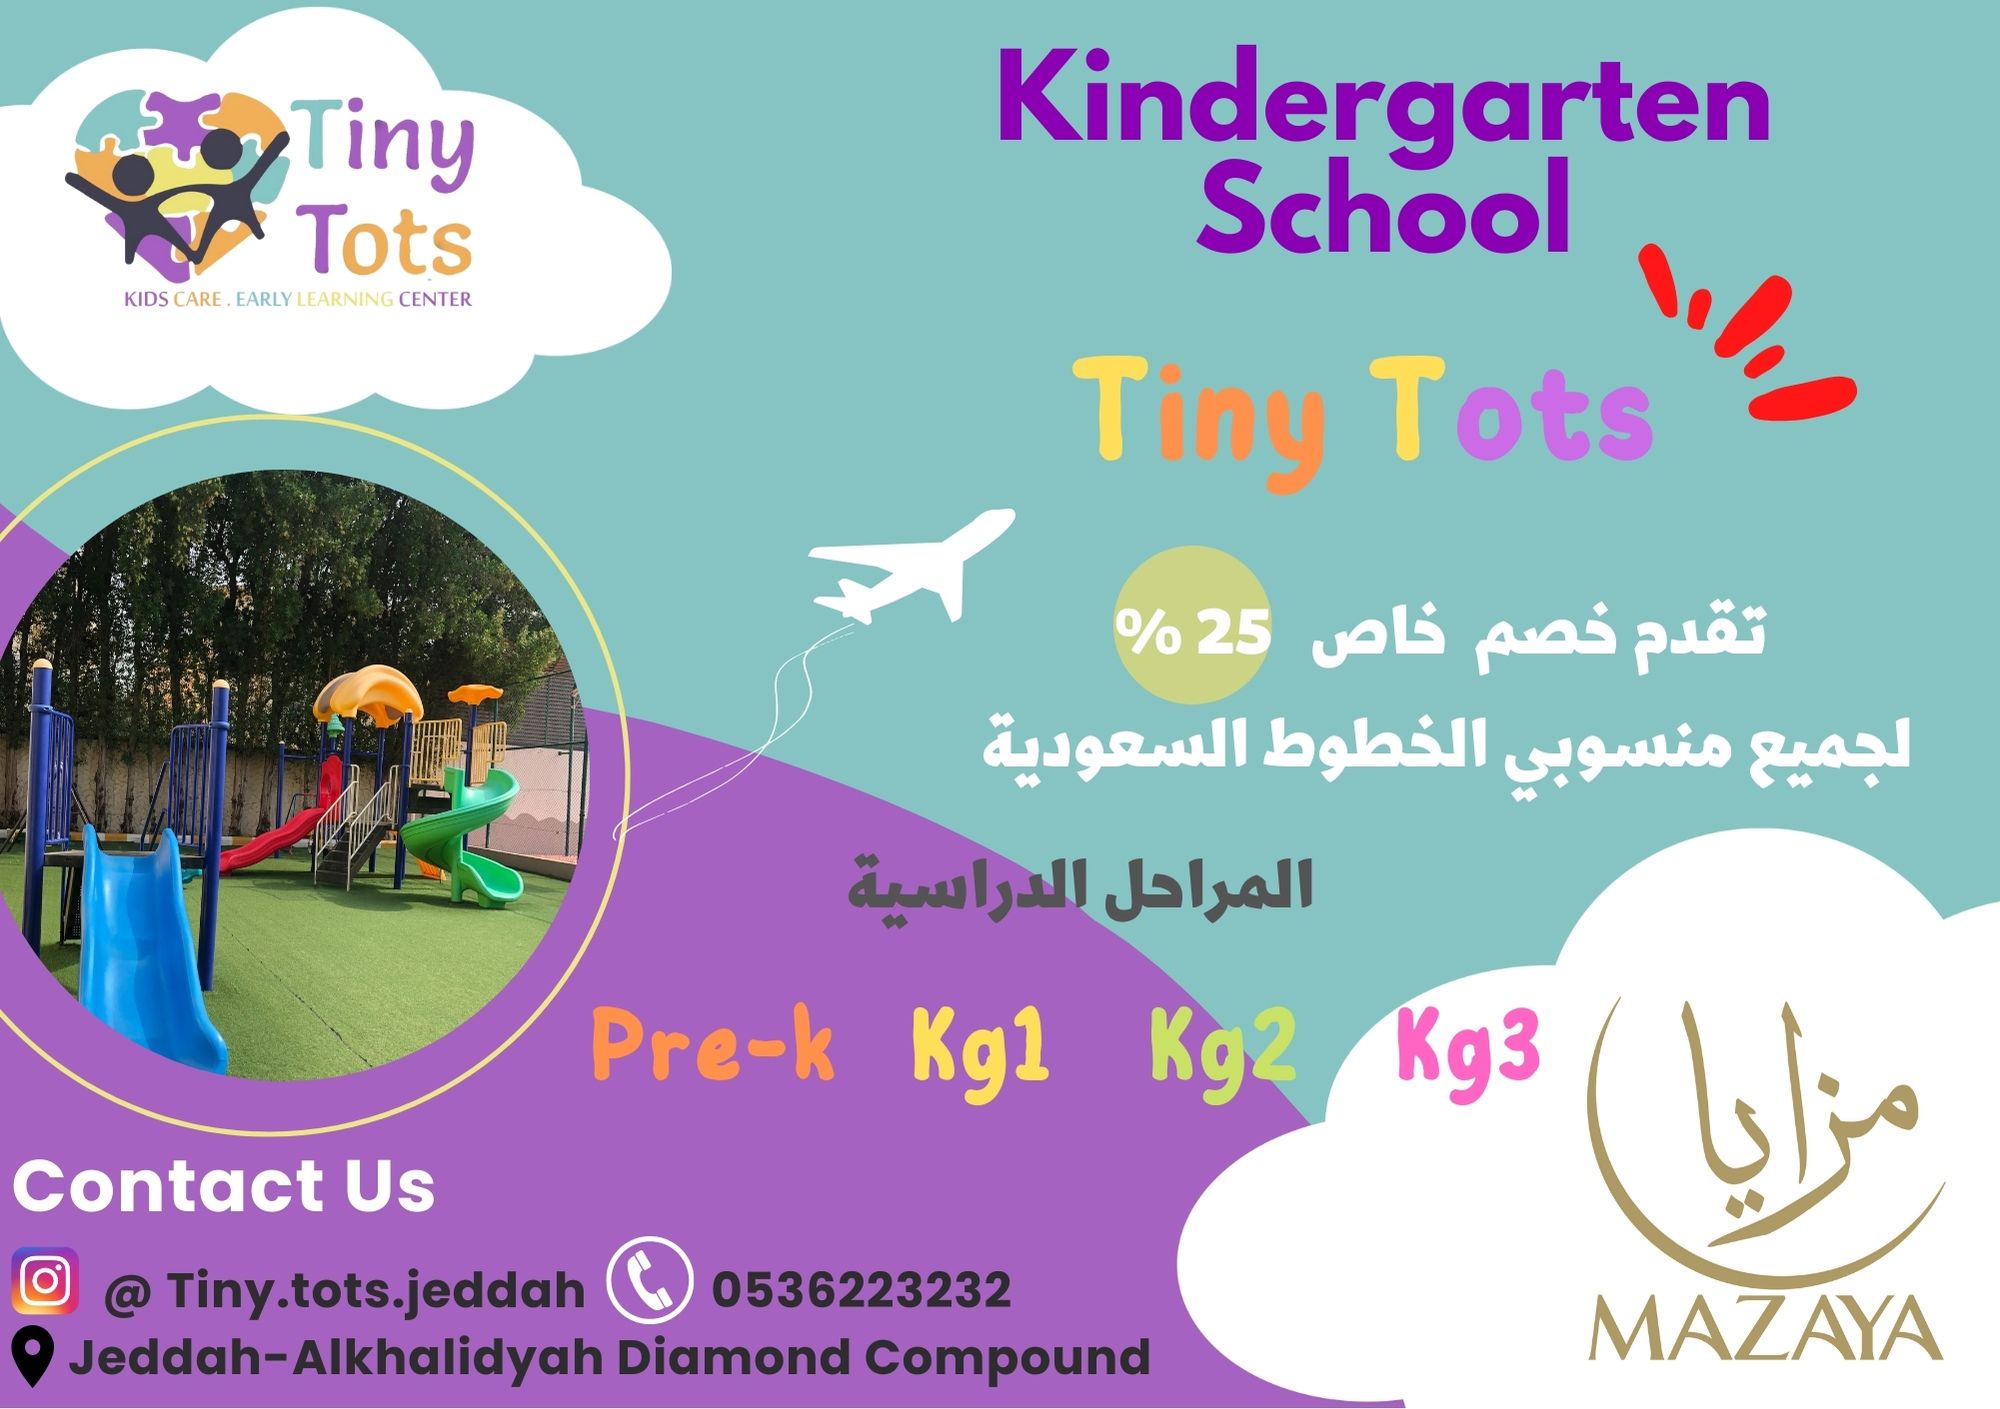 Tiny
Tots
KIDS CARE . EARLY LEARNING CENTER
Kindergarten
School
Tiny Tots
تقدم خصم خاص 25 %
لجميع منسوبي الخطوط السعودية
المراحل الدراسية
Pre-k Kg1 Kg2 Kg3
مزايا
MAZAYA
Contact Us
@ Tiny.tots.jeddah 0536223232
Jeddah-Alkhalidyah Diamond Compound